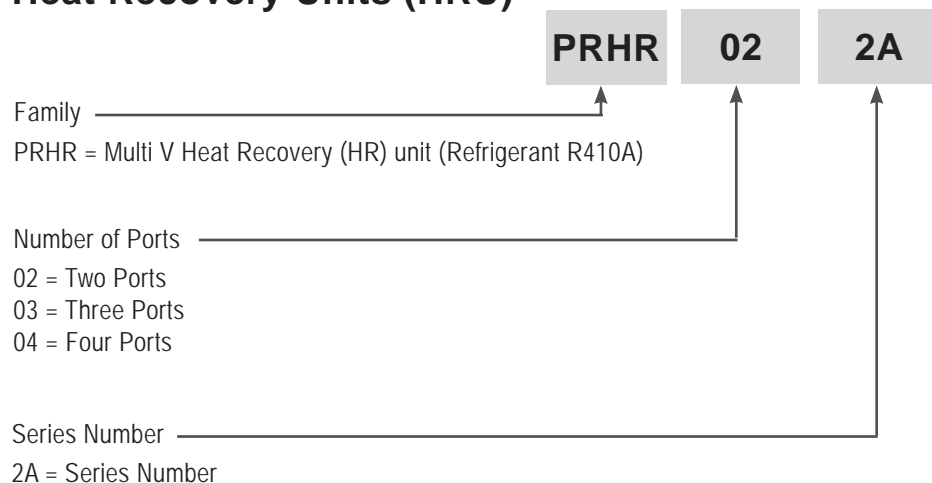 Heat Recovery Units (HRU)
PRHR 02 2A
Family
PRHR = Multi V Heat Recovery (HR) unit (Refrigerant R410A)
Number of Ports
02 = Two Ports
03 = Three Ports
04 = Four Ports
Series Number
2A = Series Number